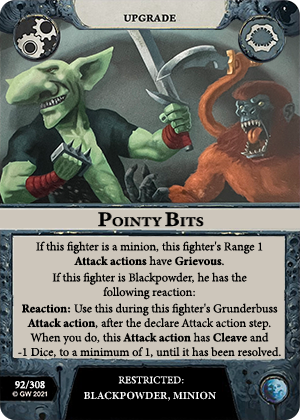 UPGRADE
POINTY BITS
If this fighter is a minion, this fighter's Range 1
Attack actions have Grievous.
If this fighter is Blackpowder, he has the
following reaction:
Reaction: Use this during this fighter's Grunderbuss
Attack action, after the declare Attack action step.
When you do, this Attack action has Cleave and
-1 Dice, to a minimum of 1, until it has been resolved.
92/308
© GW 2021
RESTRICTED:
BLACKPOWDER, MINION